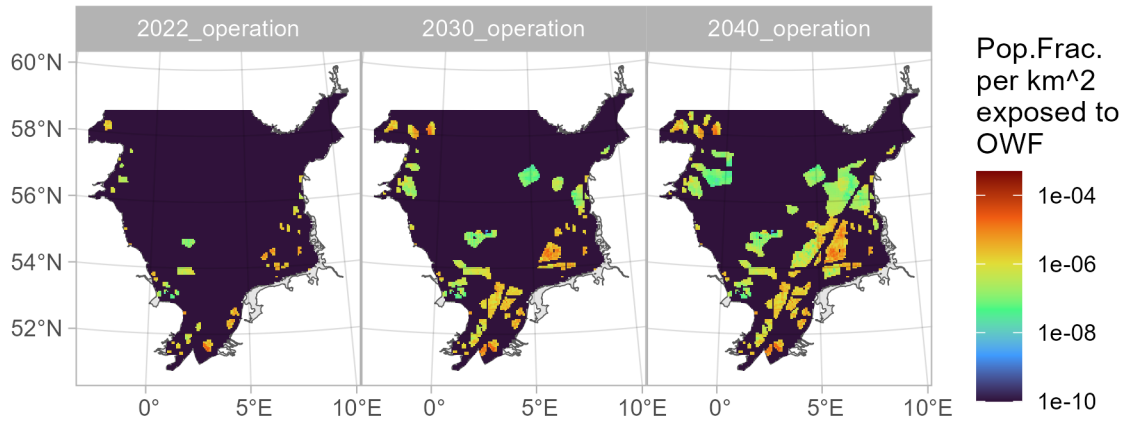 2022_operation 2030_operation 2040_operation
Pop.Frac.
per km^2
exposed to
OWF
60°N
58°N
56°N
54°N
52°N
1e-04
1e-06
1e-08
1e-10
0° 5°E 10°E 0° 5°E 10°E 0° 5°E 10°E